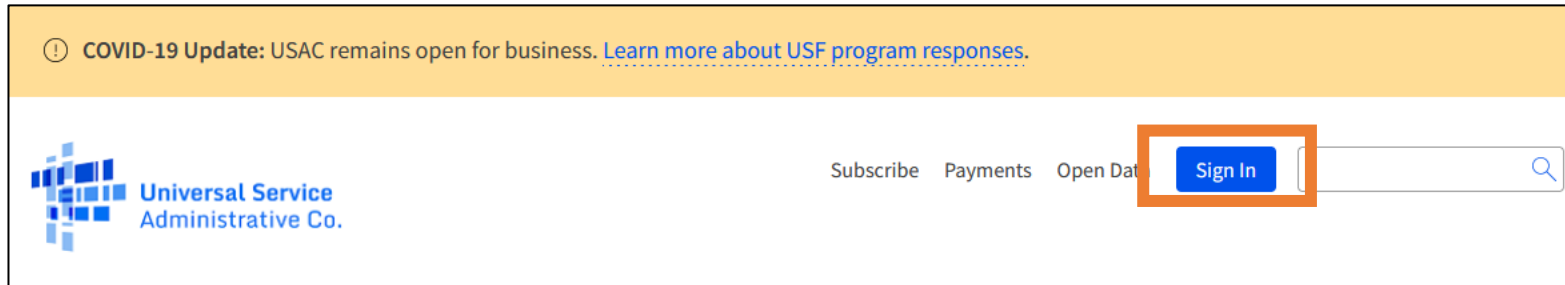 COVID-19 Update: USAC remains open for business. Learn more about USF program responses.
Subscribe Payments Open Dat Sign In
Universal Service
Administrative Co.